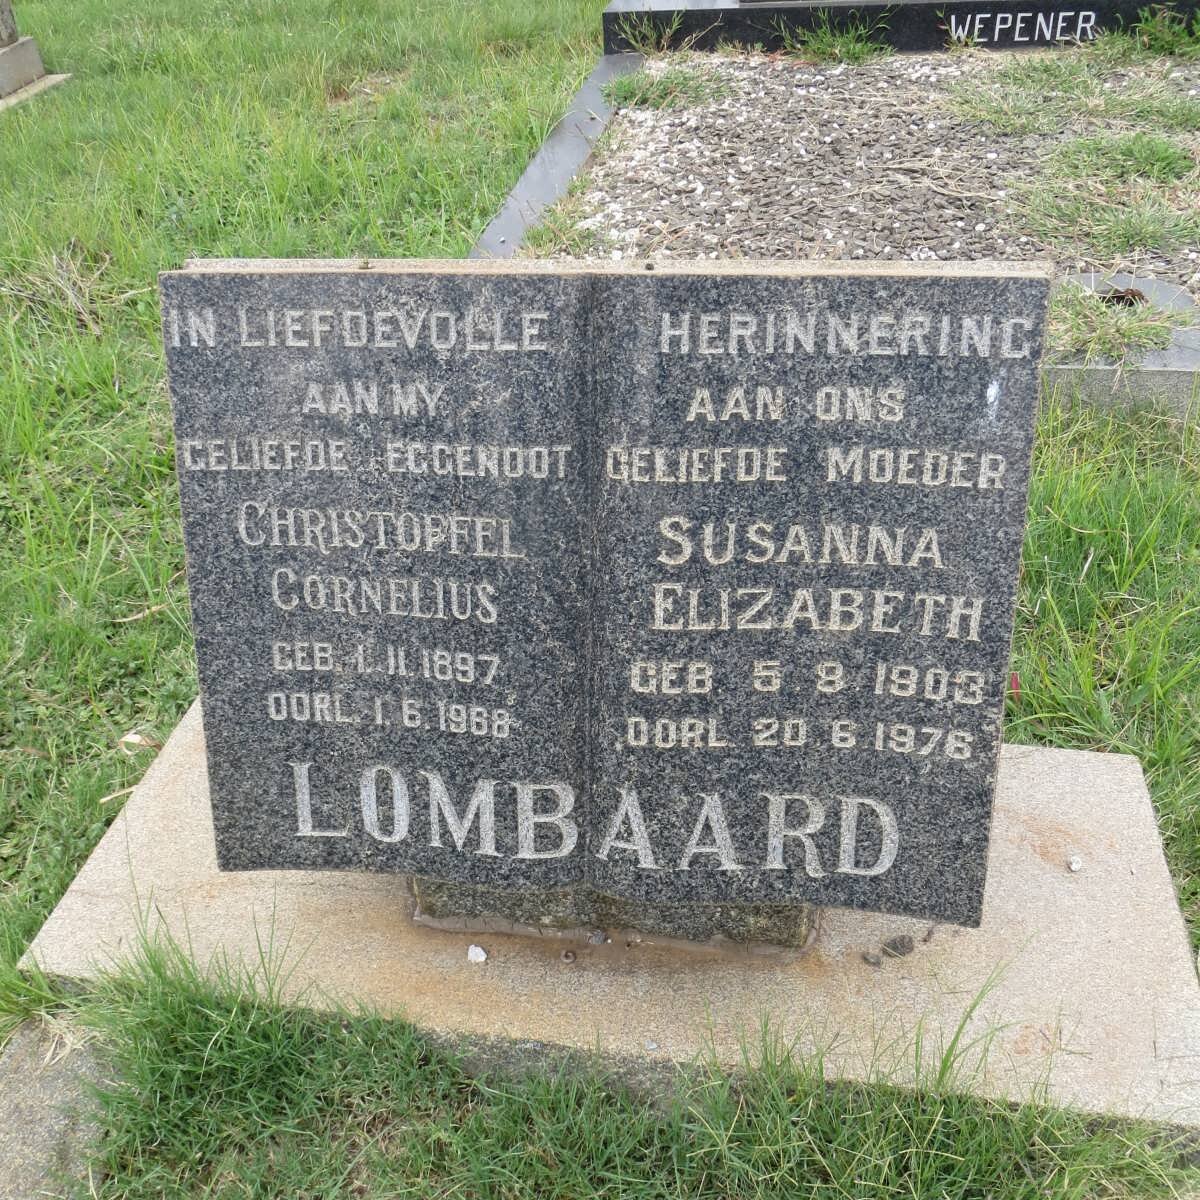 WEPENER
IN LIEFDEVOLLE HERINNERING
AAN MY
GELIEFDE EGGENOOT
CHRISTOFFEL
CORNELIUS
GEB. 1. 11. 1897
OORL. 1. 6. 1968
AAN ONS
GELIEFDE MOEDER
SUSANNA
ELIZABETH
GEB. 5. 9. 1903
OORL 20. 6 1976
LOMBAARD